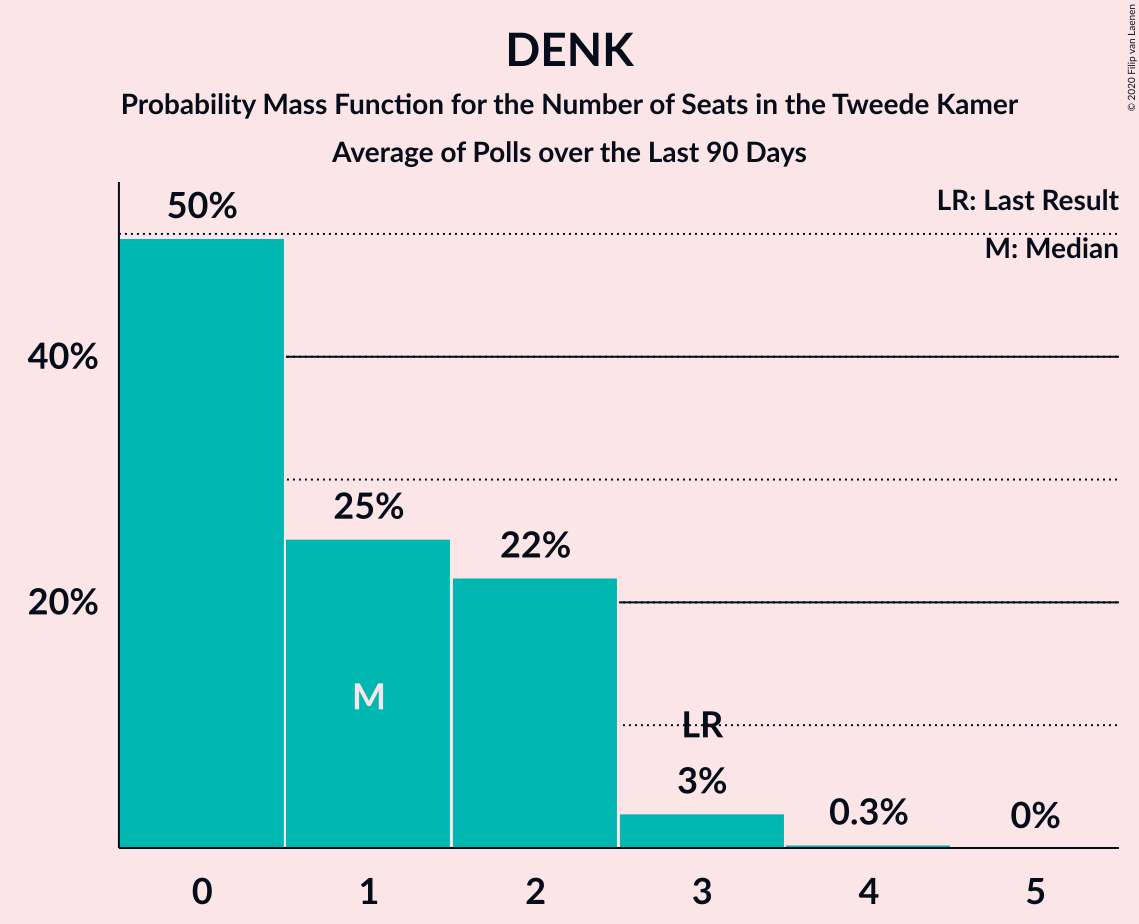 DENK
Probability Mass Function for the Number of Seats in the Tweede Kamer
Average of Polls over the Last 90 Days
© 2020 Filip van Laenen
LR: Last Result
M: Median
50%
40%
25%
22%
20%
M
LR
3%
0.3%
0%
0 1 2 3 4 5